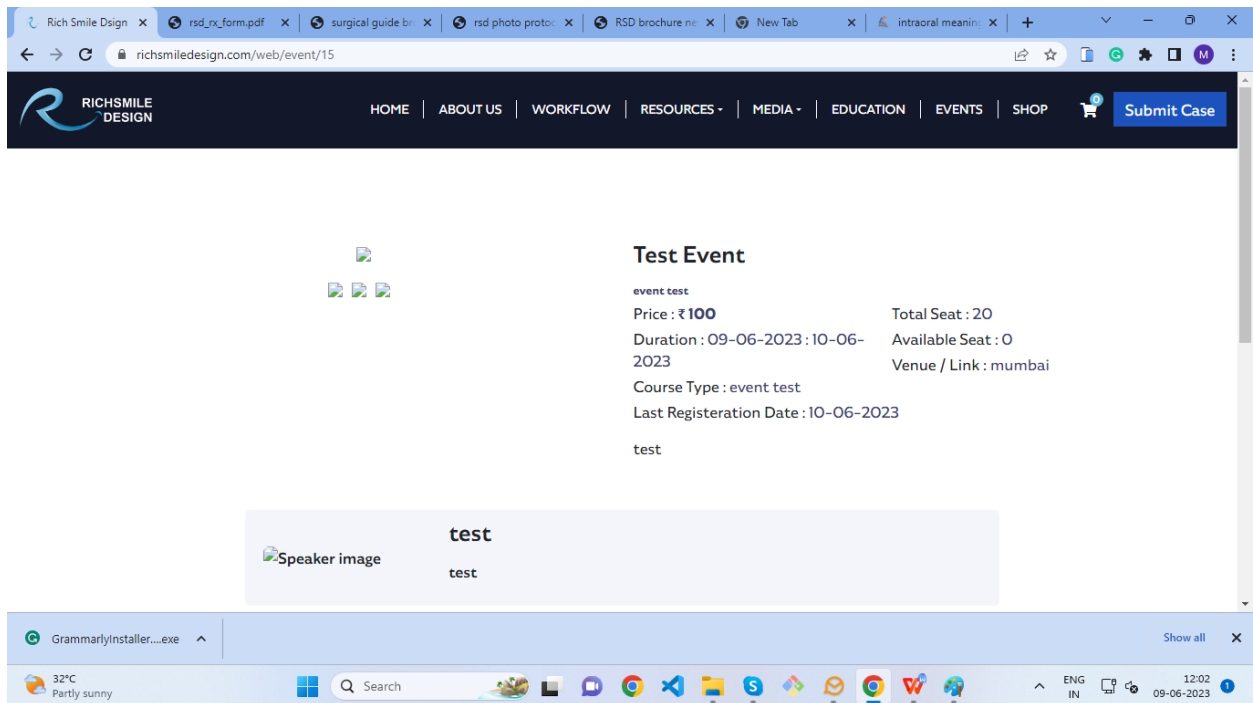 Rich Smile Dsign
rsd_rx_form.pdf
surgical guide bro
rsd photo protoc
RSD brochure ne
New Tab
intraoral meaning
richsmiledesign.com/web/event/15
M
RICHSMILE
DESIGN
HOME
ABOUT US
WORKFLOW
RESOURCES
MEDIA
EDUCATION
EVENTS
SHOP
0
Submit Case
Test Event
event test
Price : ₹100
Total Seat : 20
Duration : 09-06-2023 : 10-06-
2023
Available Seat : 0
Venue / Link : mumbai
Course Type : event test
Last Registeration Date : 10-06-2023
test
Speaker image
test
test
GrammarlyInstaller....exe
Show all
32°C
Partly sunny
Search
ENG
IN
12:02
09-06-2023
1